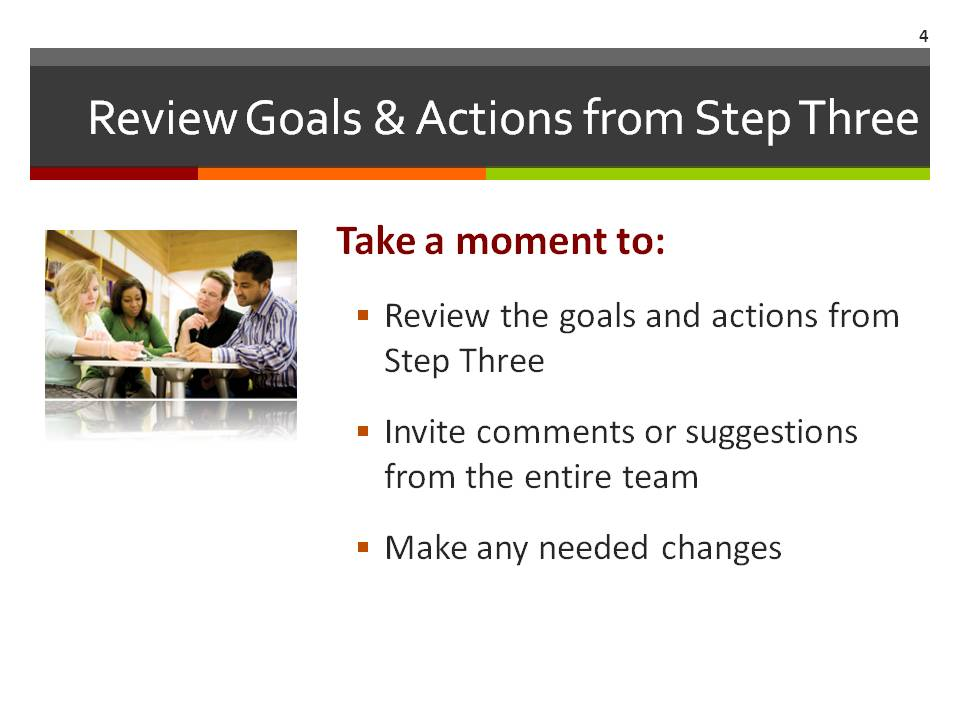 4
Review Goals & Actions from Step Three
Take a moment to:
▪ Review the goals and actions from
Step Three
▪ Invite comments or suggestions
from the entire team
▪ Make any needed changes